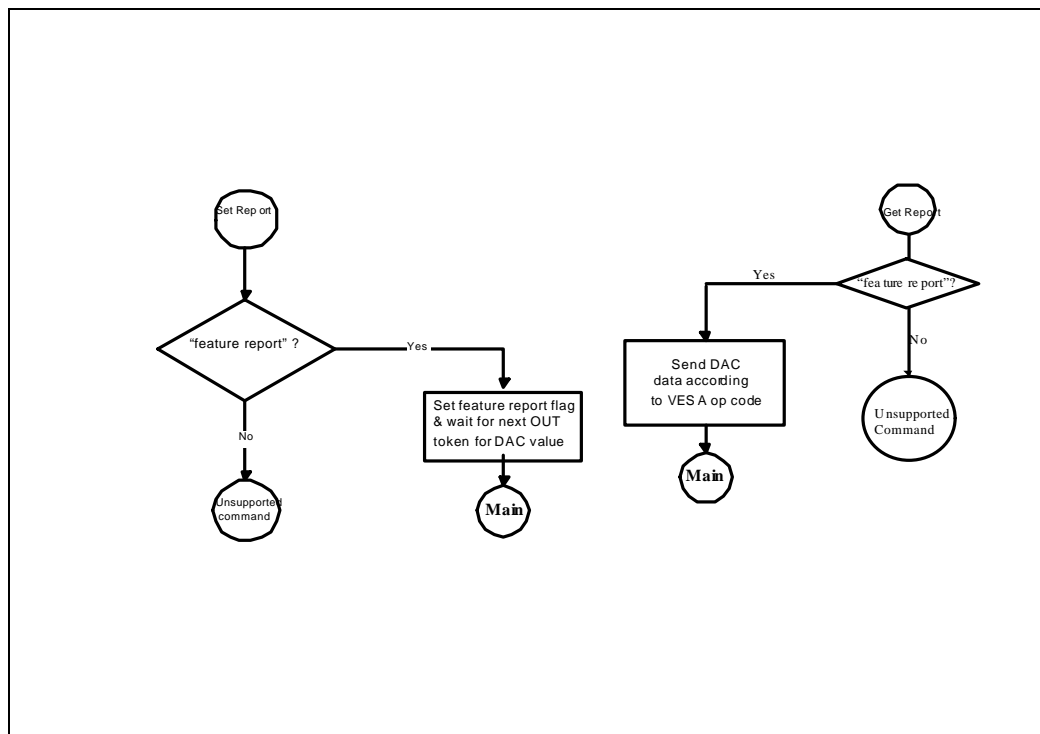 Set Report
"feature report" ?
Yes
Set feature report flag
& wait for next OUT
token for DAC value
No
Unsupported
command
Main
Get Report
"feature report"?
Yes
Send DAC
data according
to VESA op code
No
Unsupported
Command
Main